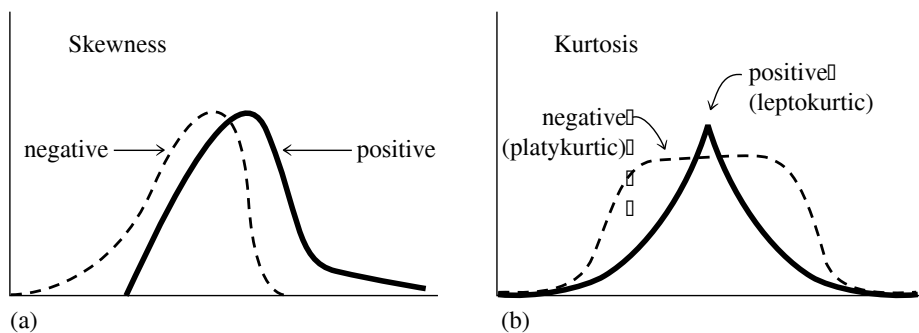 Skewness
negative
positive
(a)
Kurtosis
positive▯
(leptokurtic)
negative▯
(platykurtic)▯
▯
▯
(b)